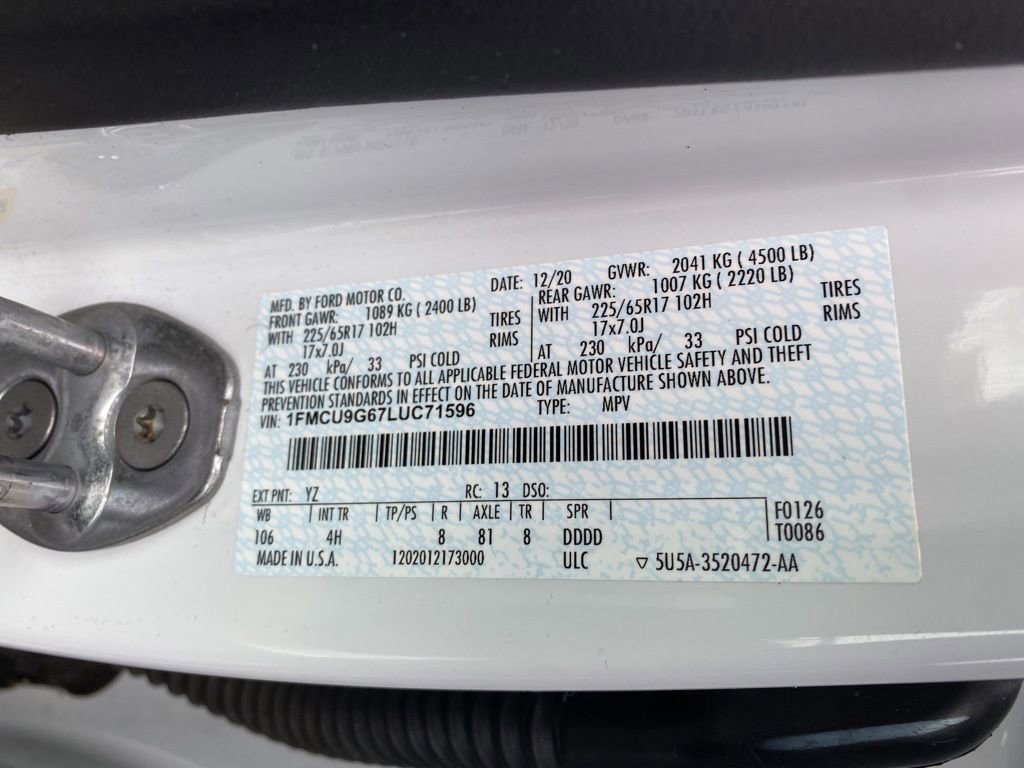 MFD. BY FORD MOTOR CO. DATE: 12/20 GVWR: 2041 KG ( 4500 LB)
FRONT GAWR: 1089 KG ( 2400 LB) REAR GAWR: 1007 KG ( 2220 LB)
WITH 225/65R17 102H TIRES WITH 225/65R17 102H TIRES
17x7.0J RIMS 17x7.0J RIMS
AT 230 kPa/ 33 PSI COLD AT 230 kPa/ 33 PSI COLD
THIS VEHICLE CONFORMS TO ALL APPLICABLE FEDERAL MOTOR VEHICLE SAFETY AND THEFT
PREVENTION STANDARDS IN EFFECT ON THE DATE OF MANUFACTURE SHOWN ABOVE.
VIN: 1FMCU9G67LUC71596 TYPE: MPV
EXT PNT: YZ RC: 13 DSO:
WB INT TR TP/PS R AXLE TR SPR F0126
106 4H 8 81 8 DDDD T0086
MADE IN U.S.A. 1202012173000 ULC ▽ 5U5A-3520472-AA